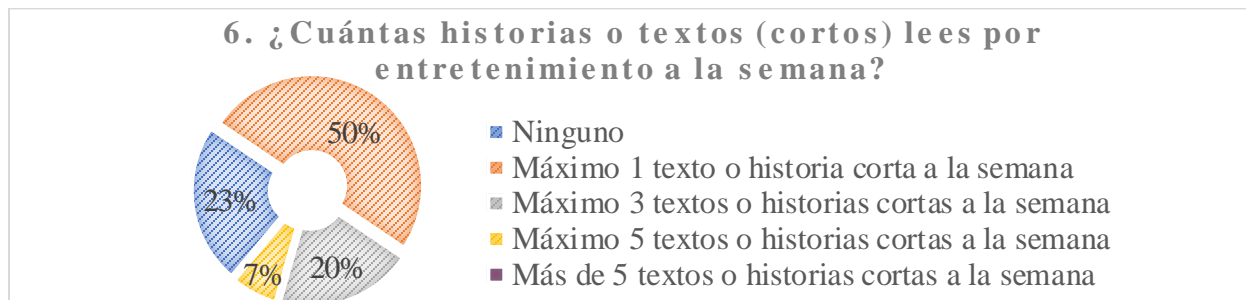 6. ¿Cuántas historias o textos (cortos) lees por
entretenimiento a la semana?
50%
23%
7%
20%
Ninguno
Máximo 1 texto o historia corta a la semana
Máximo 3 textos o historias cortas a la semana
Máximo 5 textos o historias cortas a la semana
Más de 5 textos o historias cortas a la semana